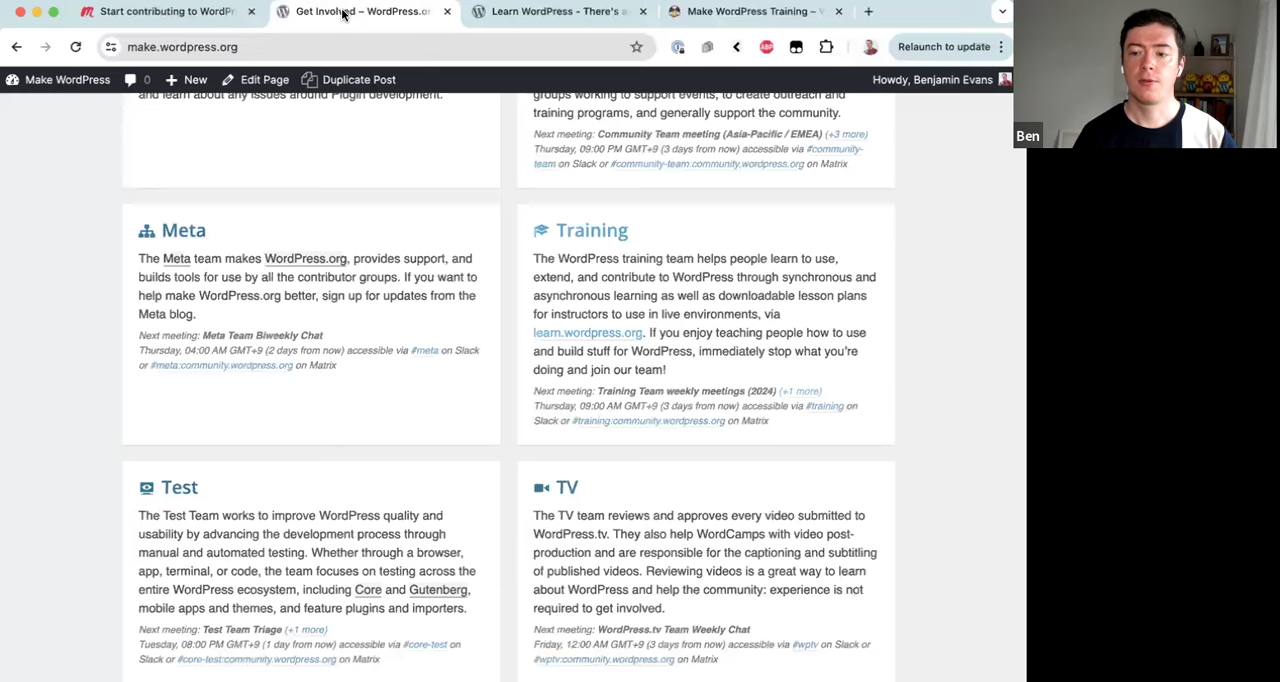 Start contributing to WordPr
Get Involved – WordPress.or
Learn WordPress - There's a
Make WordPress Training – V
make.wordpress.org
ABP
Relaunch to update
Make WordPress
0
New
Edit Page
Duplicate Post
Howdy, Benjamin Evans
Ben
and learn about any issues around Plugin development.
groups working to support events, to create outreach and
training programs, and generally support the community.
Next meeting: Community Team meeting (Asia-Pacific / EMEA) (+3 more)
Thursday, 09:00 PM GMT+9 (3 days from now) accessible via #community-
team on Slack or #community-team:community.wordpress.org on Matrix
Meta
The Meta team makes WordPress.org, provides support, and
builds tools for use by all the contributor groups. If you want to
help make WordPress.org better, sign up for updates from the
Meta blog.
Next meeting: Meta Team Biweekly Chat
Thursday, 04:00 AM GMT+9 (2 days from now) accessible via #meta on Slack
or #meta:community.wordpress.org on Matrix
Training
The WordPress training team helps people learn to use,
extend, and contribute to WordPress through synchronous and
asynchronous learning as well as downloadable lesson plans
for instructors to use in live environments, via
learn.wordpress.org. If you enjoy teaching people how to use
and build stuff for WordPress, immediately stop what you're
doing and join our team!
Next meeting: Training Team weekly meetings (2024) (+1 more)
Thursday, 09:00 AM GMT+9 (3 days from now) accessible via #training on
Slack or #training:community.wordpress.org on Matrix
Test
The Test Team works to improve WordPress quality and
usability by advancing the development process through
manual and automated testing. Whether through a browser,
app, terminal, or code, the team focuses on testing across the
entire WordPress ecosystem, including Core and Gutenberg,
mobile apps and themes, and feature plugins and importers.
Next meeting: Test Team Triage (+1 more)
Tuesday, 08:00 PM GMT+9 (1 day from now) accessible via #core-test on
Slack or #core-test:community.wordpress.org on Matrix
TV
The TV team reviews and approves every video submitted to
WordPress.tv. They also help WordCamps with video post-
production and are responsible for the captioning and subtitling
of published videos. Reviewing videos is a great way to learn
about WordPress and help the community: experience is not
required to get involved.
Next meeting: WordPress.tv Team Weekly Chat
Friday, 12:00 AM GMT+9 (3 days from now) accessible via #wptv on Slack or
#wptv:community.wordpress.org on Matrix